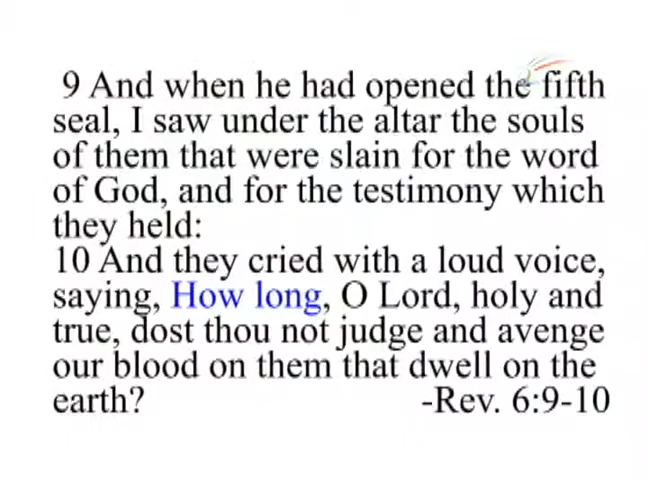 9 And when he had opened the fifth
seal, I saw under the altar the souls
of them that were slain for the word
of God, and for the testimony which
they held:
10 And they cried with a loud voice,
saying, How long, O Lord, holy and
true, dost thou not judge and avenge
our blood on them that dwell on the
earth? -Rev. 6:9-10